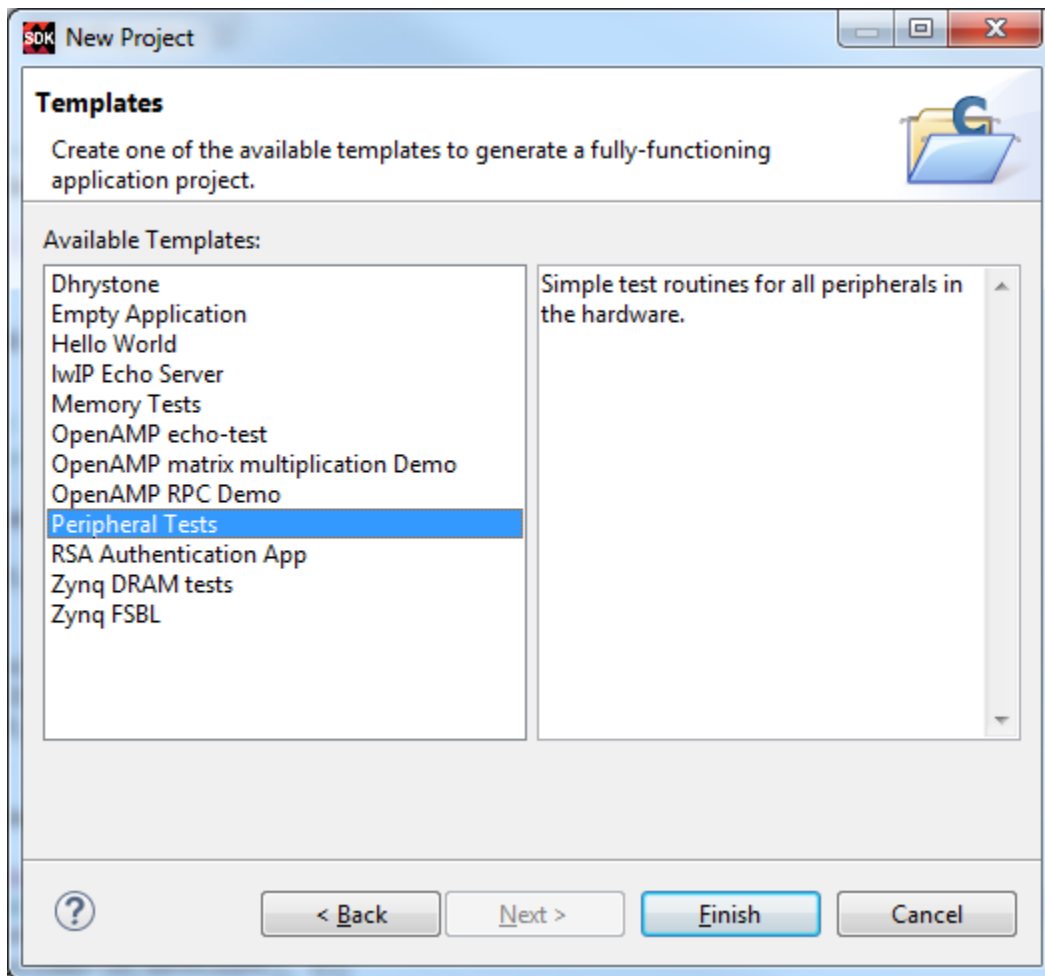 SDK New Project
Templates
Create one of the available templates to generate a fully-functioning
application project.
C
Available Templates:
Dhrystone
Empty Application
Hello World
lwIP Echo Server
Memory Tests
OpenAMP echo-test
OpenAMP matrix multiplication Demo
OpenAMP RPC Demo
Peripheral Tests
RSA Authentication App
Zynq DRAM tests
Zynq FSBL
Simple test routines for all peripherals in
the hardware.
? < Back Next > Finish Cancel